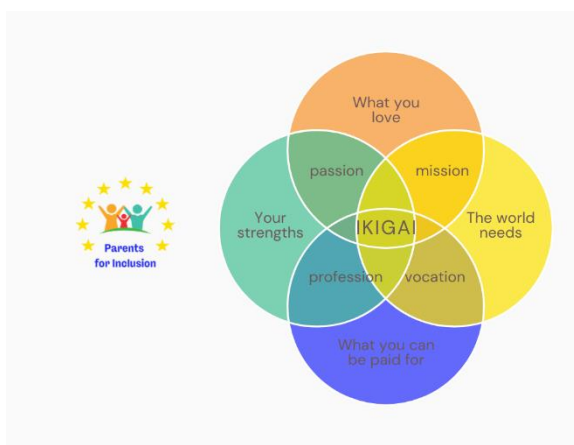 What you
love
passion
mission
Your
strengths
IKIGAI
The world
needs
profession
vocation
What you can
be paid for
Parents
for Inclusion